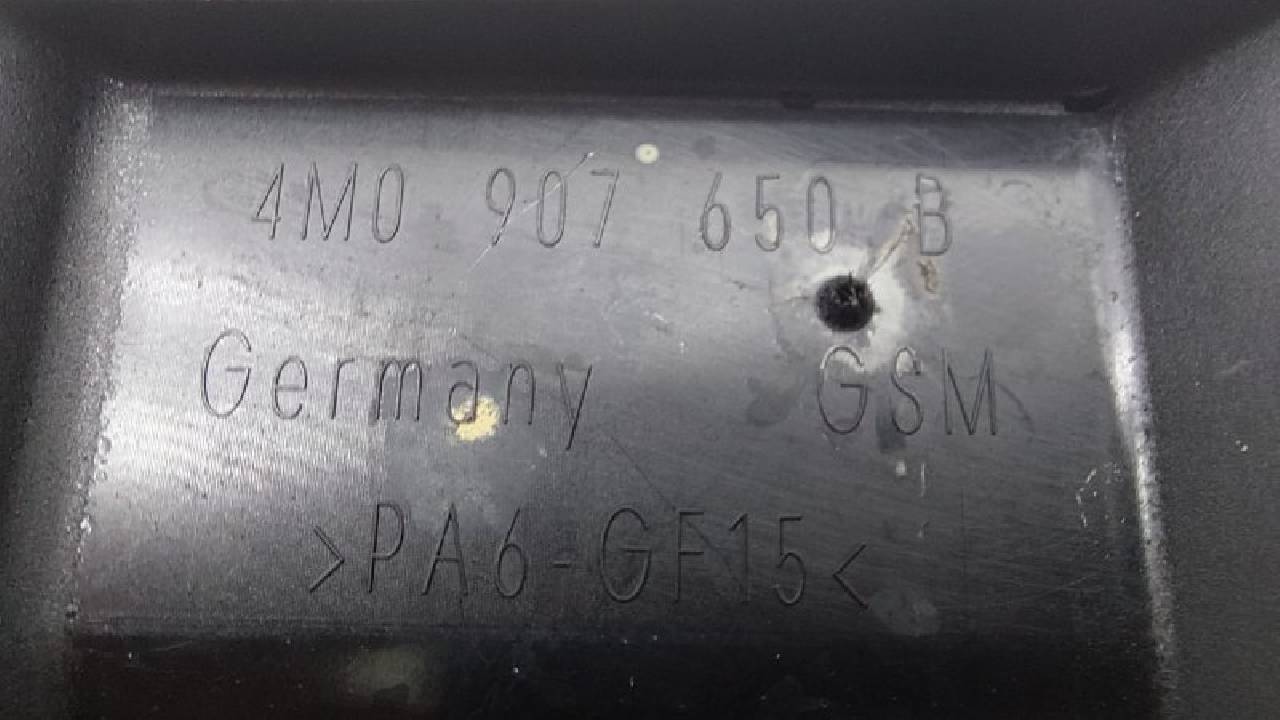 4M0 907 650 B
Germany GSM
>PA6-GF15<